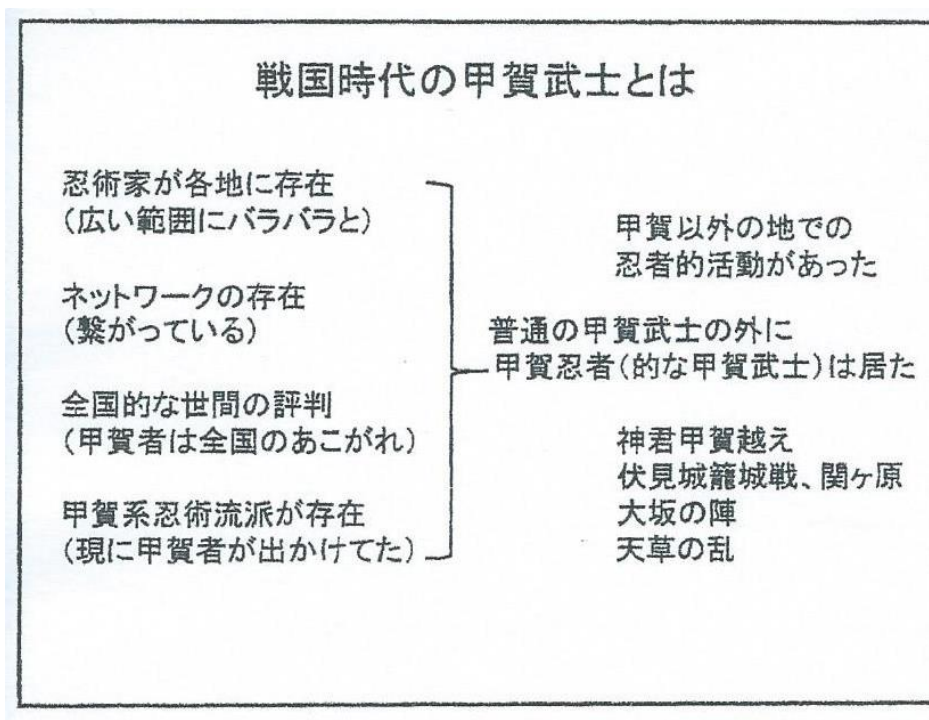 戦国時代の甲賀武士とは
忍術家が各地に存在
(広い範囲にバラバラと)
ネットワークの存在
(繋がっている)
全国的な世間の評判
(甲賀者は全国のあこがれ)
甲賀系忍術流派が存在
(現に甲賀者が出かけてた)
甲賀以外の地での
忍者的活動があった
普通の甲賀武士の外に
甲賀忍者(的な甲賀武士)は居た
神君甲賀越え
伏見城籠城戦、関ヶ原
大坂の陣
天草の乱